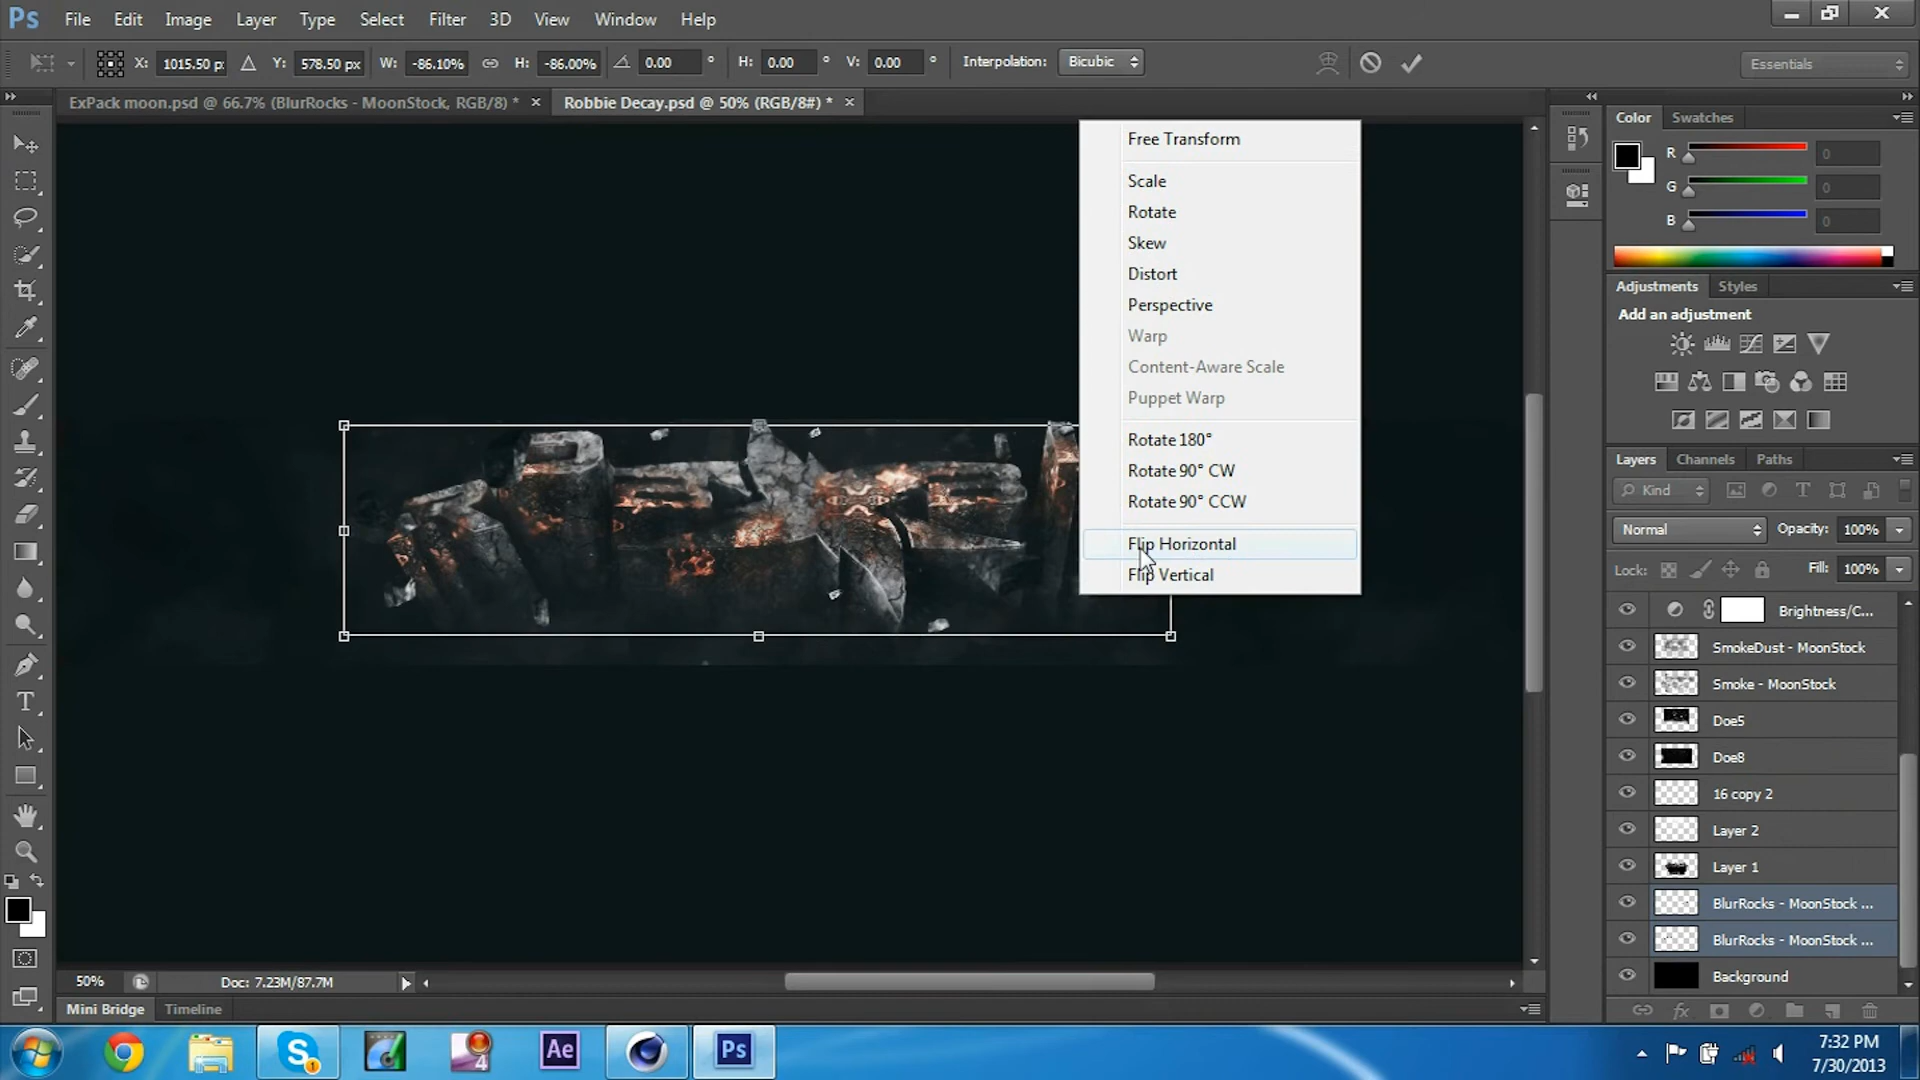 Ps File Edit Image Layer Type Select Filter 3D View Window Help
X: 1015.50 p Y: 578.50 px W: -86.10% H: -86.00% 0.00 ° H: 0.00 ° V: 0.00 ° Interpolation: Bicubic Essentials
ExPack moon.psd @ 66.7% (BlurRocks - MoonStock, RGB/8) * × Robbie Decay.psd @ 50% (RGB/8#) * ×
Free Transform
Scale
Rotate
Skew
Distort
Perspective
Warp
Content-Aware Scale
Puppet Warp
Rotate 180°
Rotate 90° CW
Rotate 90° CCW
Flip Horizontal
Flip Vertical
Color Swatches
R 0
G 0
B 0
Adjustments Styles
Add an adjustment
Layers Channels Paths
Kind
Normal Opacity: 100%
Lock: Fill: 100%
Brightness/C...
SmokeDust - MoonStock
Smoke - MoonStock
Doe5
Doe8
16 copy 2
Layer 2
Layer 1
BlurRocks - MoonStock ...
BlurRocks - MoonStock ...
Background
50% Doc: 7.23M/87.7M
Mini Bridge Timeline
S 1 4 Ae Ps
7:32 PM
7/30/2013